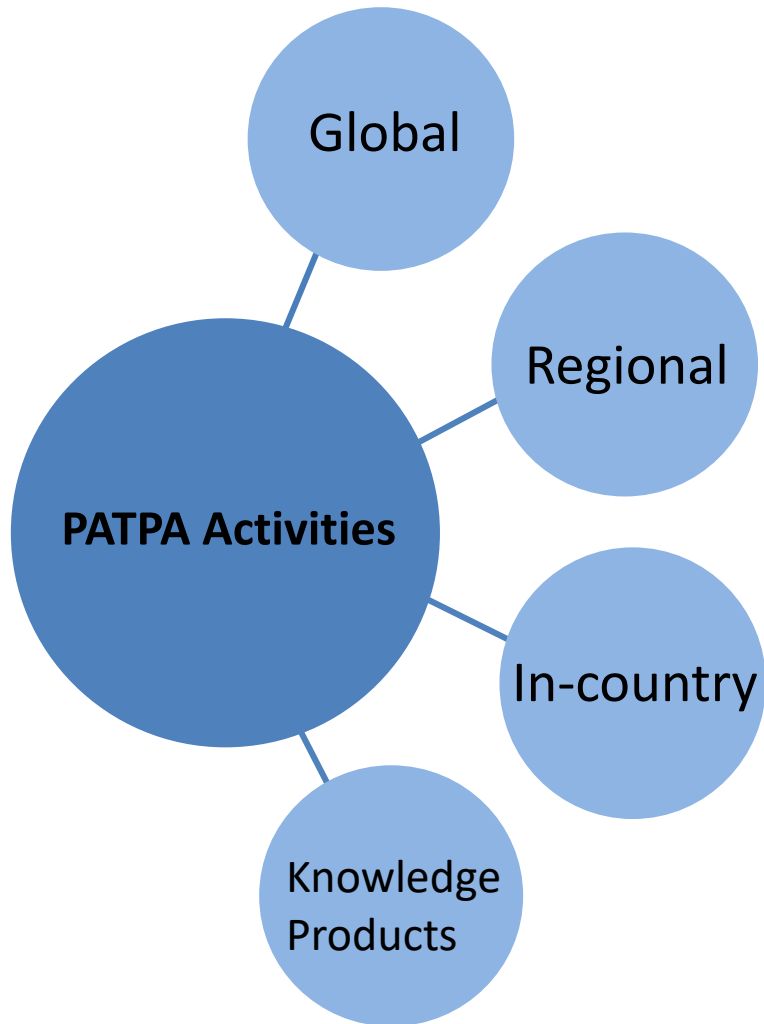 Global
Regional
PATPA Activities
In-country
Knowledge
Products